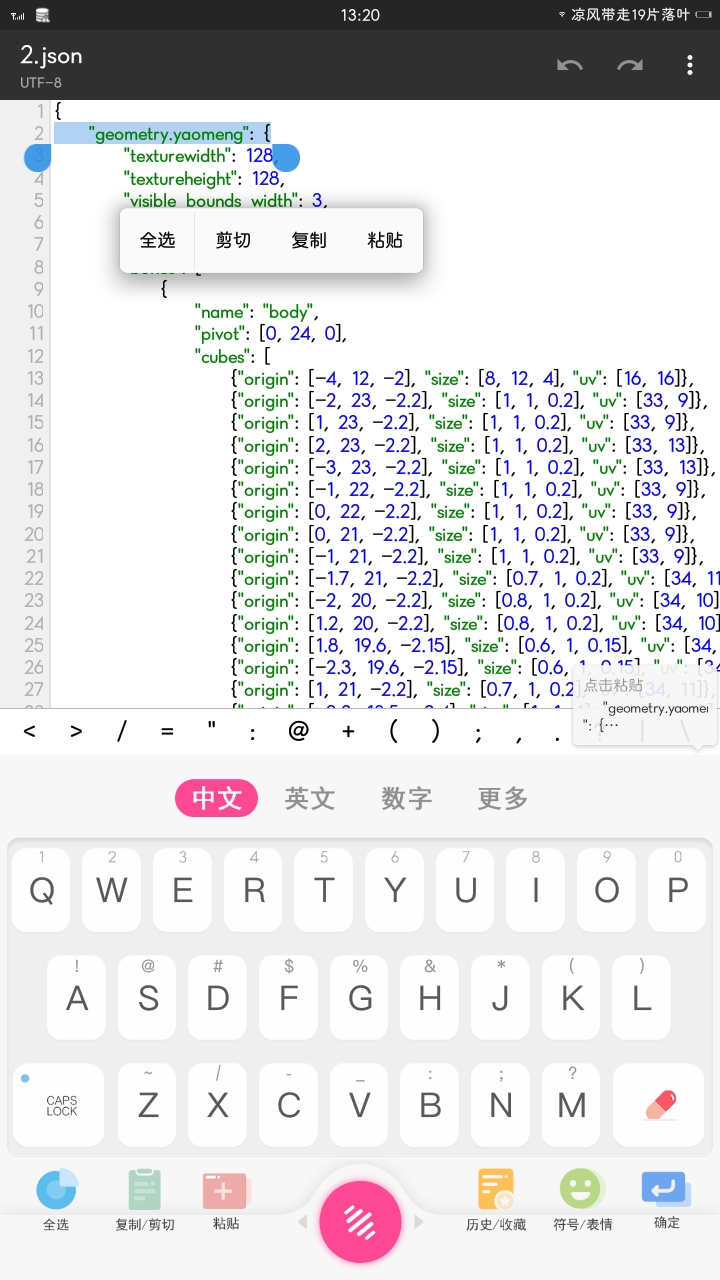 13:20
凉风带走19片落叶
2.json
UTF-8
1 {
2 "geometry.yaomeng": {
3 "texturewidth": 128,
4 "textureheight": 128,
5 "visible_bounds_width": 3,
6
7
8
全选 剪切 复制 粘贴
9 {
10 "name": "body",
11 "pivot": [0, 24, 0],
12 "cubes": [
13 {"origin": [-4, 12, -2], "size": [8, 12, 4], "uv": [16, 16]},
14 {"origin": [-2, 23, -2.2], "size": [1, 1, 0.2], "uv": [33, 9]},
15 {"origin": [1, 23, -2.2], "size": [1, 1, 0.2], "uv": [33, 9]},
16 {"origin": [2, 23, -2.2], "size": [1, 1, 0.2], "uv": [33, 13]},
17 {"origin": [-3, 23, -2.2], "size": [1, 1, 0.2], "uv": [33, 13]},
18 {"origin": [-1, 22, -2.2], "size": [1, 1, 0.2], "uv": [33, 9]},
19 {"origin": [0, 22, -2.2], "size": [1, 1, 0.2], "uv": [33, 9]},
20 {"origin": [0, 21, -2.2], "size": [1, 1, 0.2], "uv": [33, 9]},
21 {"origin": [-1, 21, -2.2], "size": [1, 1, 0.2], "uv": [33, 9]},
22 {"origin": [-1.7, 21, -2.2], "size": [0.7, 1, 0.2], "uv": [34, 11
23 {"origin": [-2, 20, -2.2], "size": [0.8, 1, 0.2], "uv": [34, 10]
24 {"origin": [1.2, 20, -2.2], "size": [0.8, 1, 0.2], "uv": [34, 10]
25 {"origin": [1.8, 19.6, -2.15], "size": [0.6, 1, 0.15], "uv": [34,
26 {"origin": [-2.3, 19.6, -2.15], "size": [0.6, 1, 0.15], "uv": [34
27 {"origin": [1, 21, -2.2], "size": [0.7, 1, 0.2], "uv": [34, 11]},
点击粘贴
"geometry.yaomei
": {…
< > / = " : @ + ( ) ; , . | \
中文 英文 数字 更多
1 2 3 4 5 6 7 8 9 0
Q W E R T Y U I O P
! @ # $ % & * ( )
A S D F G H J K L
~ / - _ : ; ?
CAPS LOCK Z X C V B N M
全选 复制/剪切 粘贴 历史/收藏 符号/表情 确定